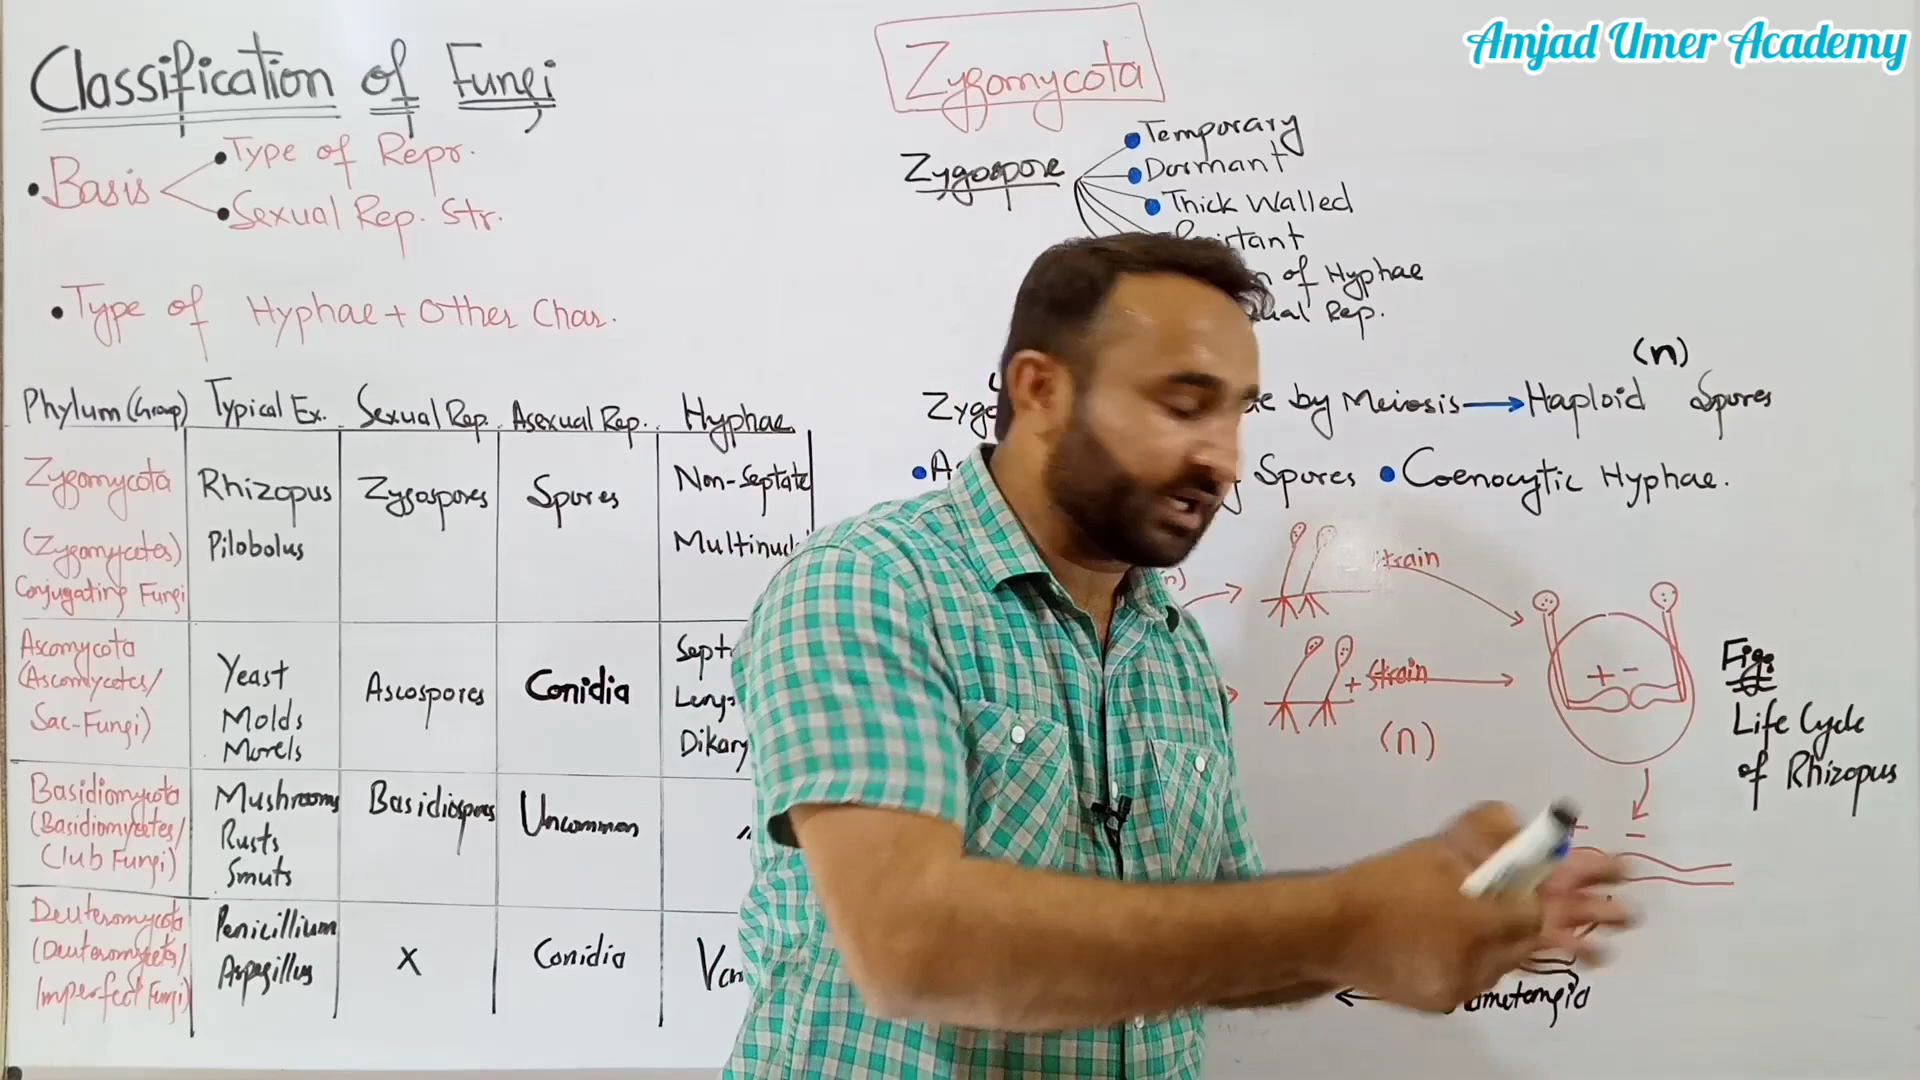 Amjad Umer Academy
Classification of Fungi
Basis
Type of Repr.
Sexual Rep. Str.
Type of Hyphae + Other Char.
Phylum (Group) Typical Ex. Sexual Rep. Asexual Rep. Hyphae
Zygomycota
(Zygomycetes)
Conjugating Fungi
Rhizopus
Pilobolus
Zygospores
Spores
Non-Septate
Ascomycota
(Ascomycetes/
Sac-Fungi)
Yeast
Molds
Morels
Ascospores
Conidia
Basidiomycota
(Basidiomycetes/
Club Fungi)
Mushrooms
Rusts
Smuts
Basidiospores
Uncommon
"
Deuteromycota
(Deuteromycetes/
Imperfect Fungi)
Penicillium
Aspagillus
X
Conidia
Zygomycota
Zygospore
Temporary
Dormant
Thick Walled
of Hyphae
Rep.
(n)
by Meiosis → Haploid Spores
Spores • Coenocytic Hyphae.
+ strain
(n)
+ -
-
Fig:
Life Cycle
of Rhizopus